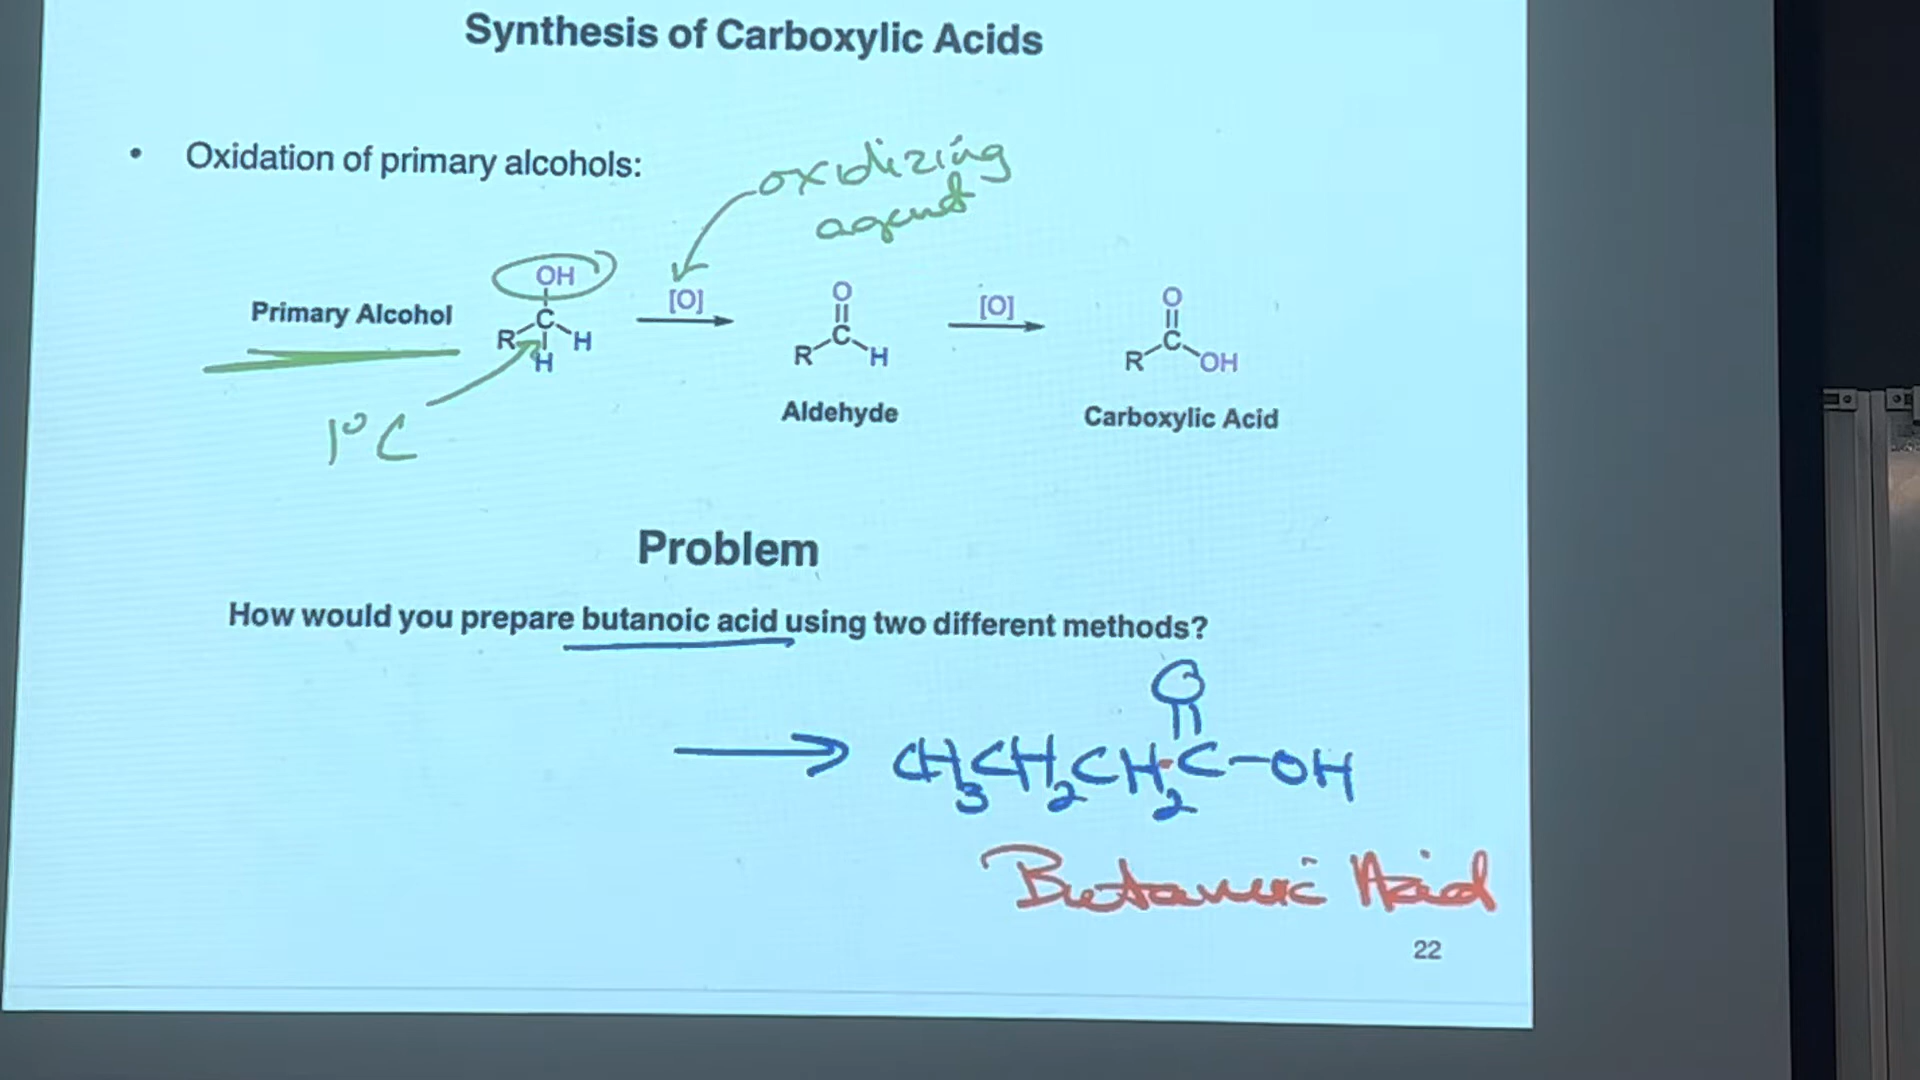 Synthesis of Carboxylic Acids
• Oxidation of primary alcohols:
oxidizing
agent
Primary Alcohol
OH
C
R
H
H
[O]
O
C
R
H
Aldehyde
[O]
O
C
R
OH
Carboxylic Acid
1° C
Problem
How would you prepare butanoic acid using two different methods?
O
CH3CH2CH2-C-OH
Butanoic Acid
22